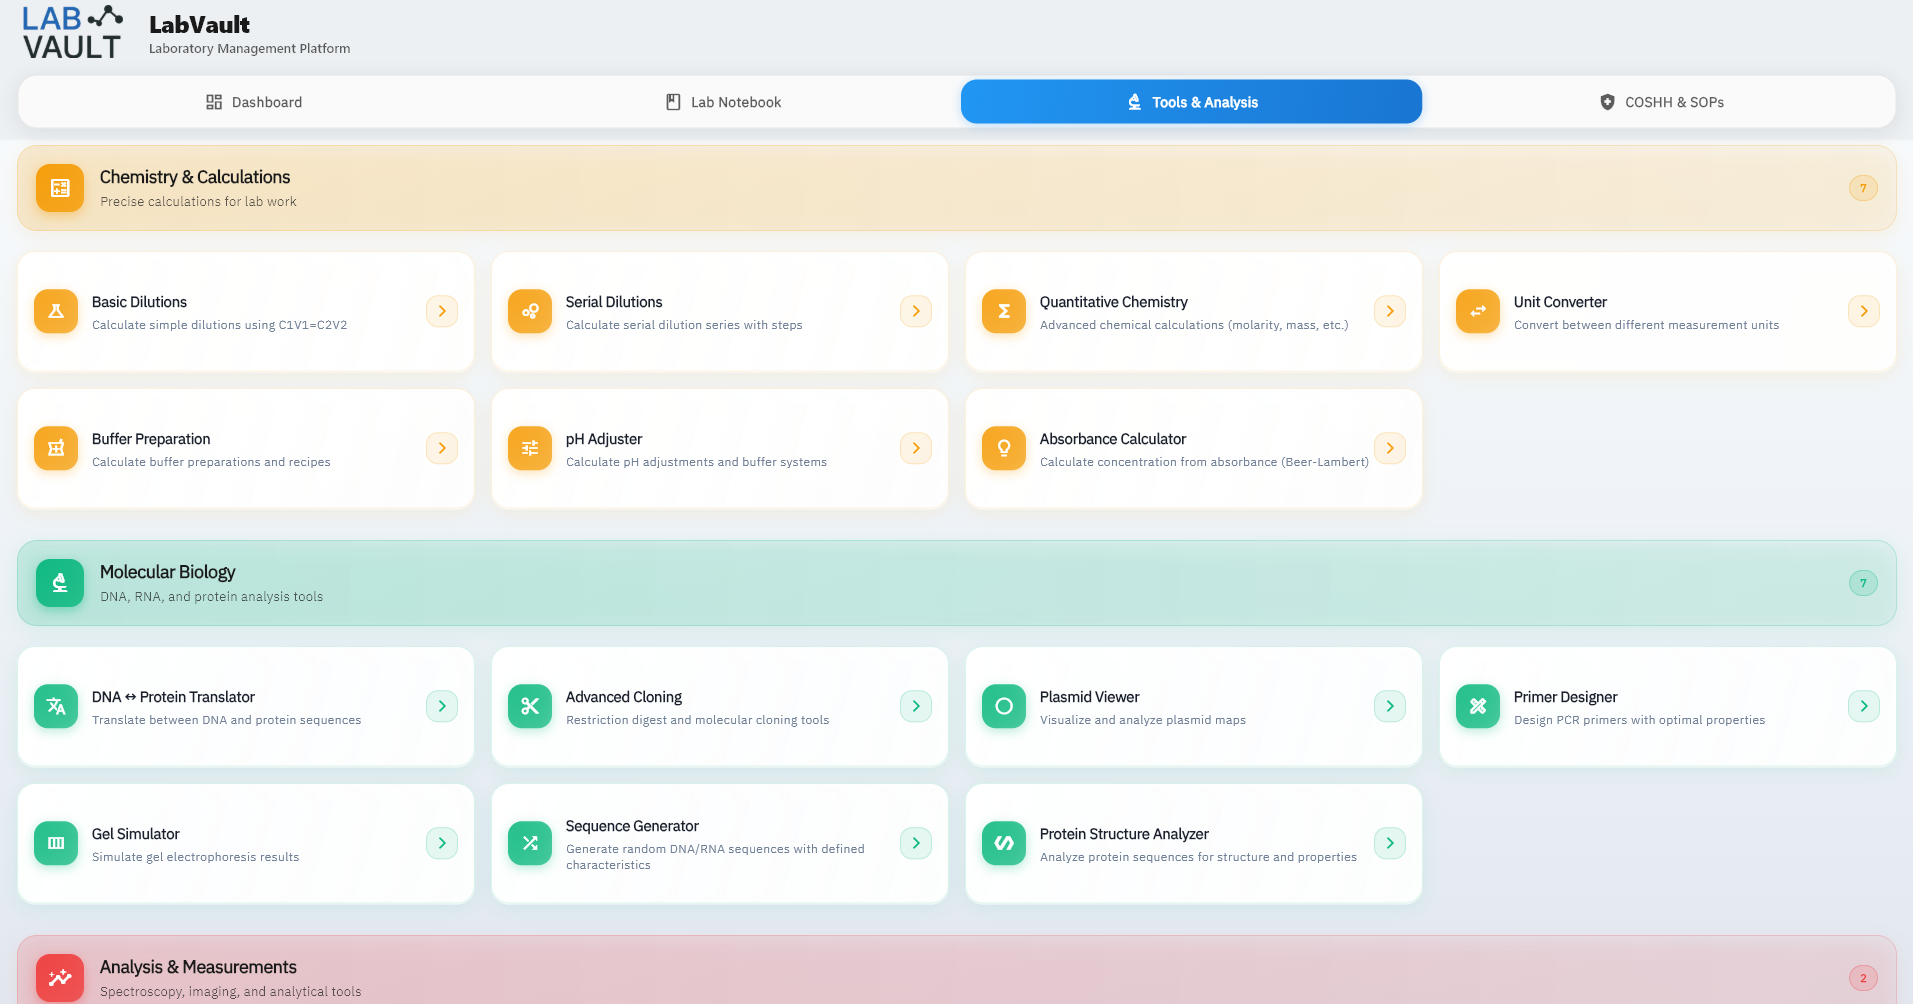 LAB
VAULT
LabVault
Laboratory Management Platform
Dashboard
Lab Notebook
Tools & Analysis
COSHH & SOPs
Chemistry & Calculations
Precise calculations for lab work
7
Basic Dilutions
Calculate simple dilutions using C1V1=C2V2
Serial Dilutions
Calculate serial dilution series with steps
Quantitative Chemistry
Advanced chemical calculations (molarity, mass, etc.)
Unit Converter
Convert between different measurement units
Buffer Preparation
Calculate buffer preparations and recipes
pH Adjuster
Calculate pH adjustments and buffer systems
Absorbance Calculator
Calculate concentration from absorbance (Beer-Lambert)
Molecular Biology
DNA, RNA, and protein analysis tools
7
DNA ↔ Protein Translator
Translate between DNA and protein sequences
Advanced Cloning
Restriction digest and molecular cloning tools
Plasmid Viewer
Visualize and analyze plasmid maps
Primer Designer
Design PCR primers with optimal properties
Gel Simulator
Simulate gel electrophoresis results
Sequence Generator
Generate random DNA/RNA sequences with defined
characteristics
Protein Structure Analyzer
Analyze protein sequences for structure and properties
Analysis & Measurements
Spectroscopy, imaging, and analytical tools
2